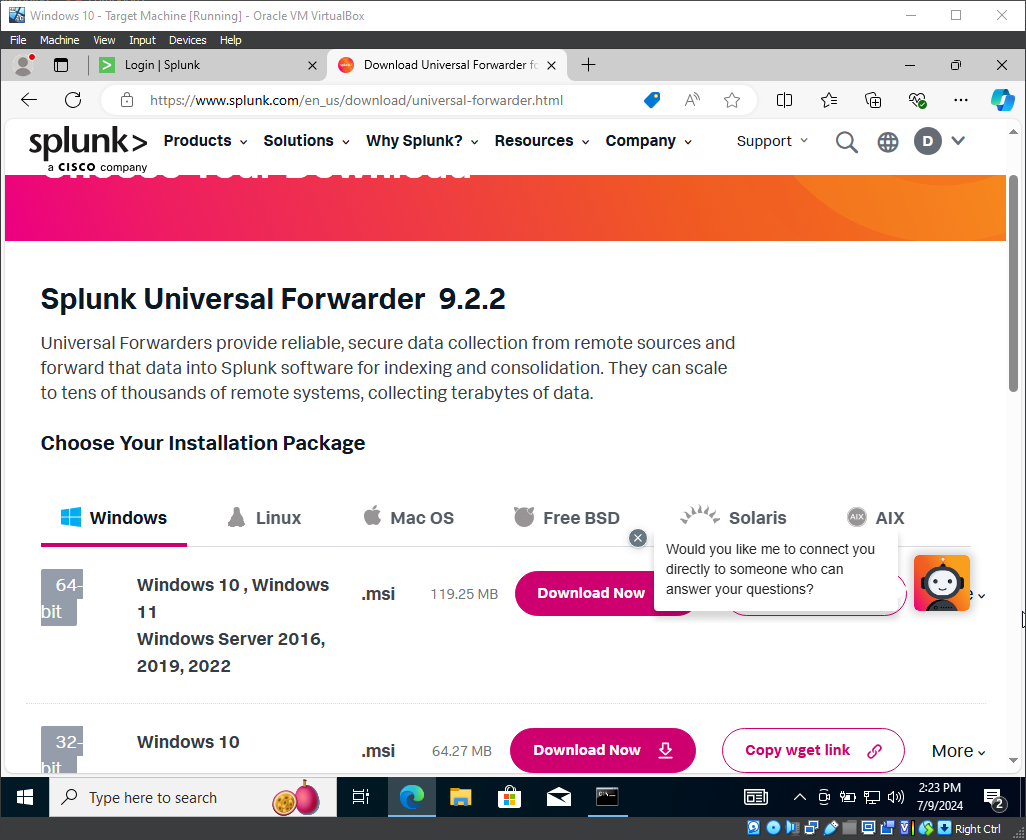 Windows 10 - Target Machine [Running] - Oracle VM VirtualBox
File Machine View Input Devices Help
Login | Splunk
Download Universal Forwarder fo
https://www.splunk.com/en_us/download/universal-forwarder.html
splunk>
a CISCO company
Products
Solutions
Why Splunk?
Resources
Company
Support
D
Choose Your Download
Splunk Universal Forwarder 9.2.2
Universal Forwarders provide reliable, secure data collection from remote sources and
forward that data into Splunk software for indexing and consolidation. They can scale
to tens of thousands of remote systems, collecting terabytes of data.
Choose Your Installation Package
Windows
Linux
Mac OS
Free BSD
Solaris
AIX
AIX
Would you like me to connect you
directly to someone who can
answer your questions?
64-
bit
Windows 10 , Windows
11
Windows Server 2016,
2019, 2022
.msi
119.25 MB
Download Now
32-
bit
Windows 10
.msi
64.27 MB
Download Now
Copy wget link
More
Type here to search
2:23 PM
7/9/2024
2
Right Ctrl